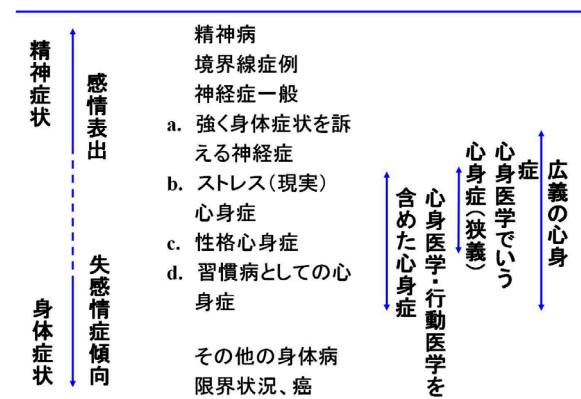 精神症状
身体症状
感情表出
失感情症傾向
精神病
境界線症例
神経症一般
a. 強く身体症状を訴
える神経症
b. ストレス(現実)
心身症
c. 性格心身症
d. 習慣病としての心
身症
その他の身体病
限界状況、癌
心身医学・行動医学を
含めた心身症
心身医学でいう
心身症(狭義)
広義の心身
症